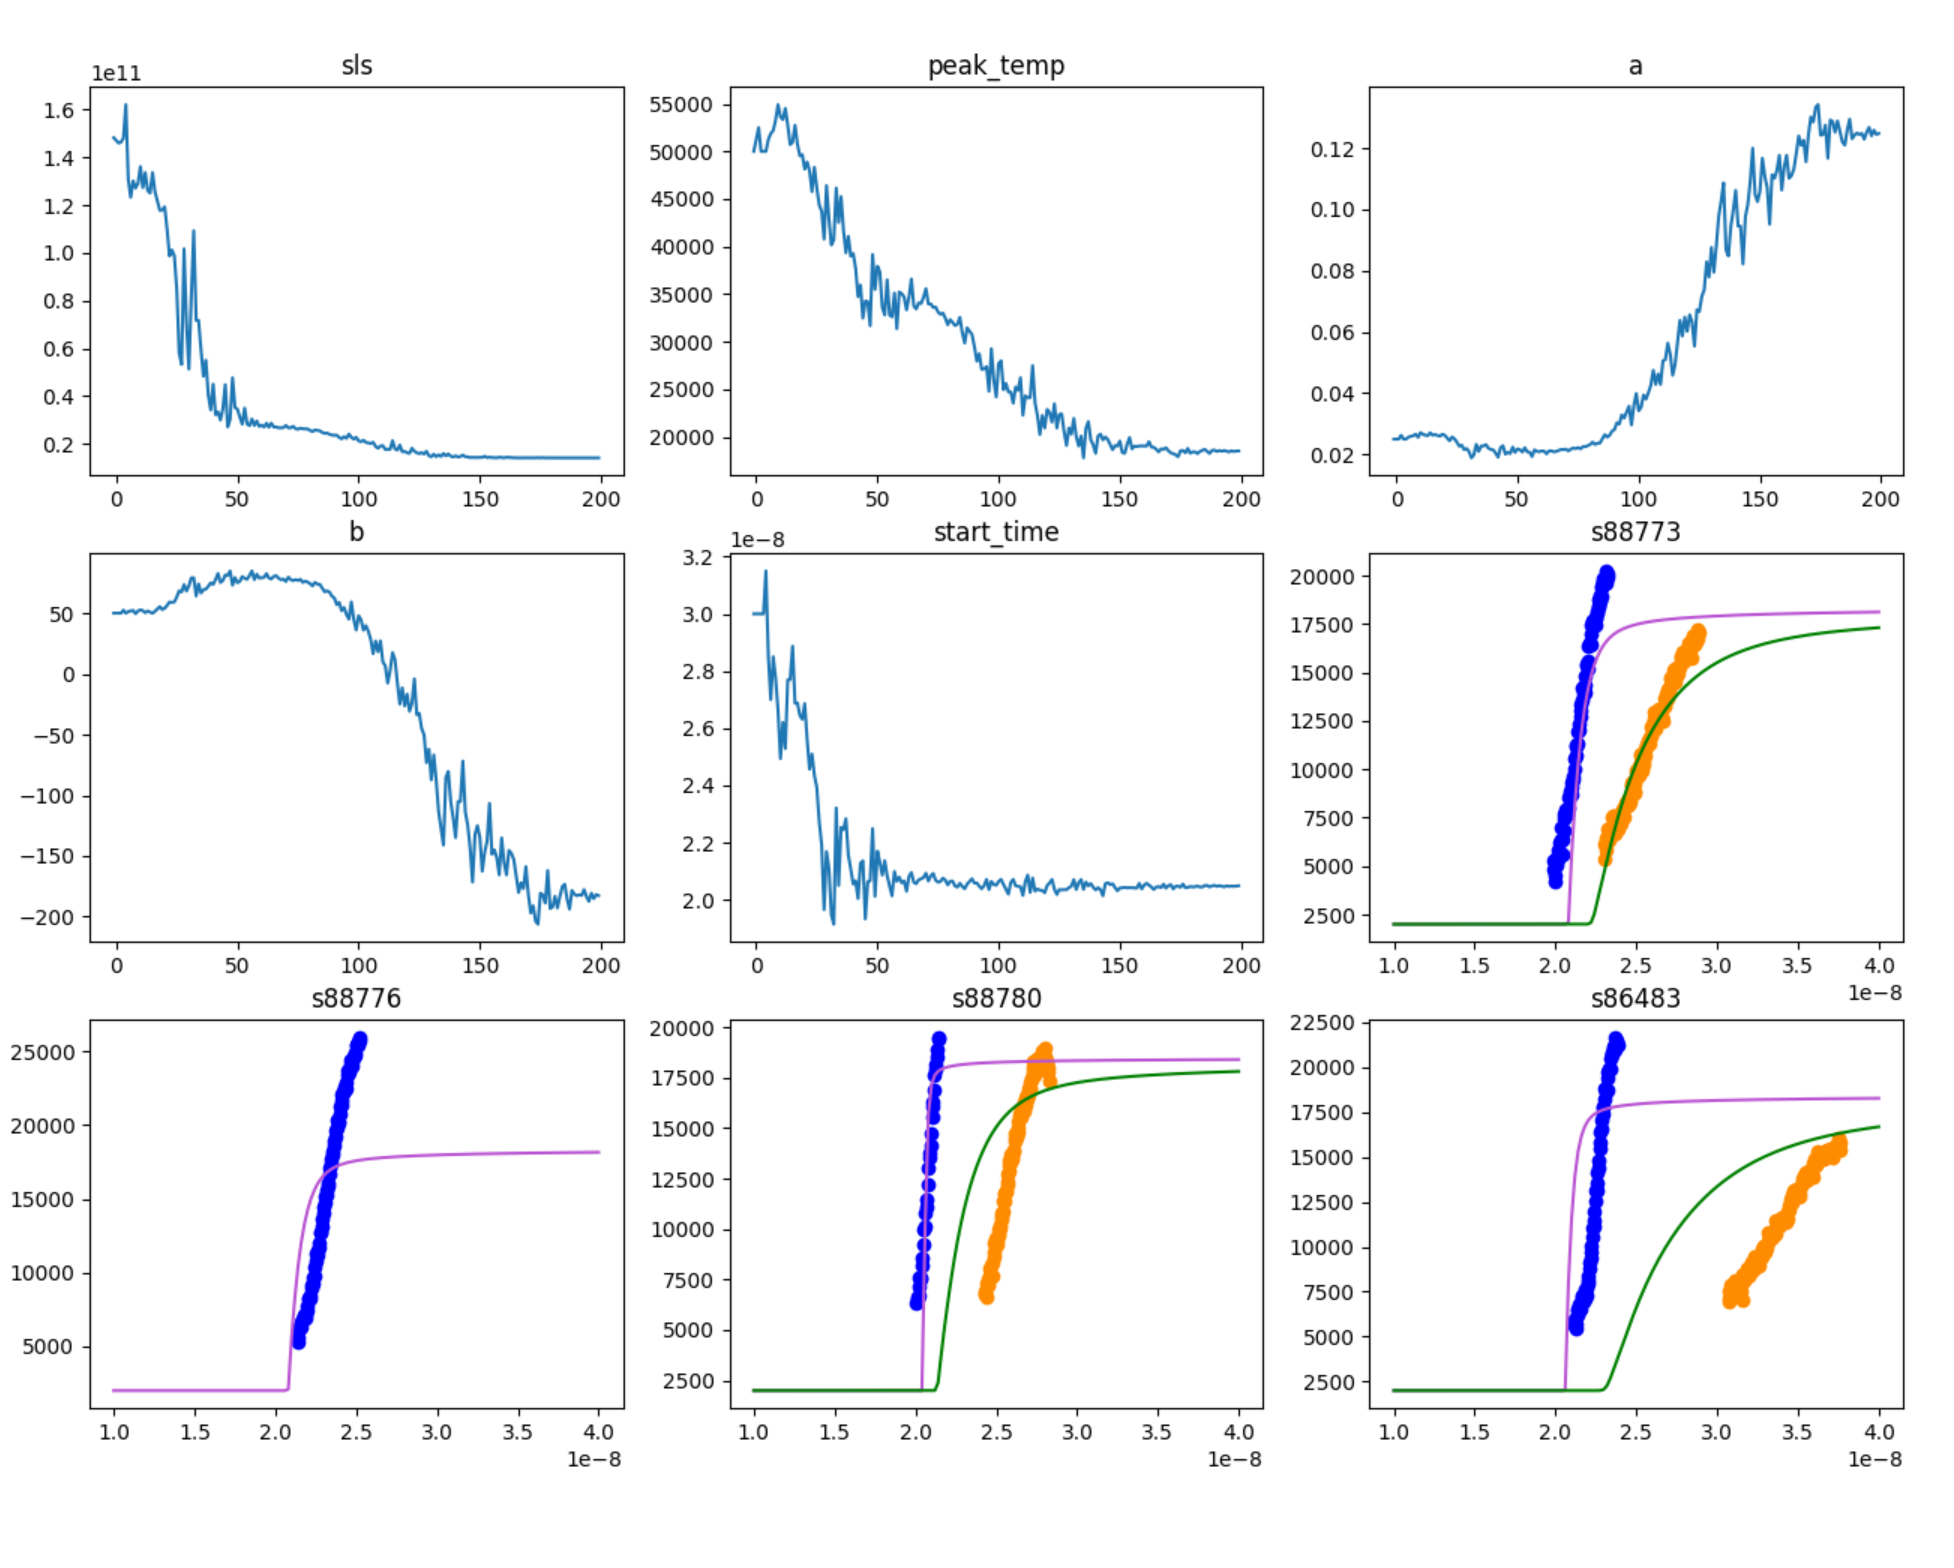 sls
1e11
1.6
1.4
1.2
1.0
0.8
0.6
0.4
0.2
0 50 100 150 200
peak_temp
55000
50000
45000
40000
35000
30000
25000
20000
0 50 100 150 200
a
0.12
0.10
0.08
0.06
0.04
0.02
0 50 100 150 200
b
50
0
−50
−100
−150
−200
0 50 100 150 200
start_time
1e−8
3.2
3.0
2.8
2.6
2.4
2.2
2.0
0 50 100 150 200
s88773
20000
17500
15000
12500
10000
7500
5000
2500
1.0 1.5 2.0 2.5 3.0 3.5 4.0
1e−8
s88776
25000
20000
15000
10000
5000
1.0 1.5 2.0 2.5 3.0 3.5 4.0
1e−8
s88780
20000
17500
15000
12500
10000
7500
5000
2500
1.0 1.5 2.0 2.5 3.0 3.5 4.0
1e−8
s86483
22500
20000
17500
15000
12500
10000
7500
5000
2500
1.0 1.5 2.0 2.5 3.0 3.5 4.0
1e−8